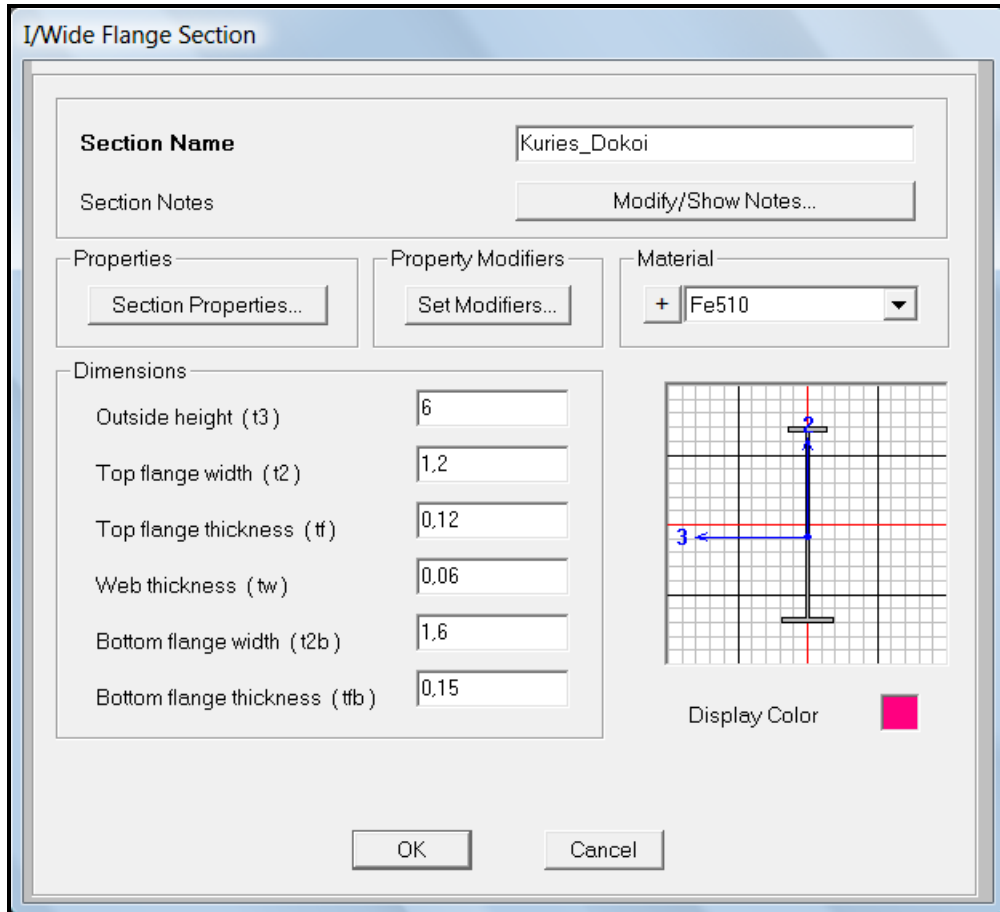 I/Wide Flange Section
Section Name Kuries_Dokoi
Section Notes Modify/Show Notes...
Properties Property Modifiers Material
Section Properties... Set Modifiers... + Fe510
Dimensions
Outside height ( t3 ) 6
Top flange width ( t2 ) 1,2
Top flange thickness ( tf ) 0,12
Web thickness ( tw ) 0,06
Bottom flange width ( t2b ) 1,6
Bottom flange thickness ( tfb ) 0,15
2
3
Display Color
OK Cancel